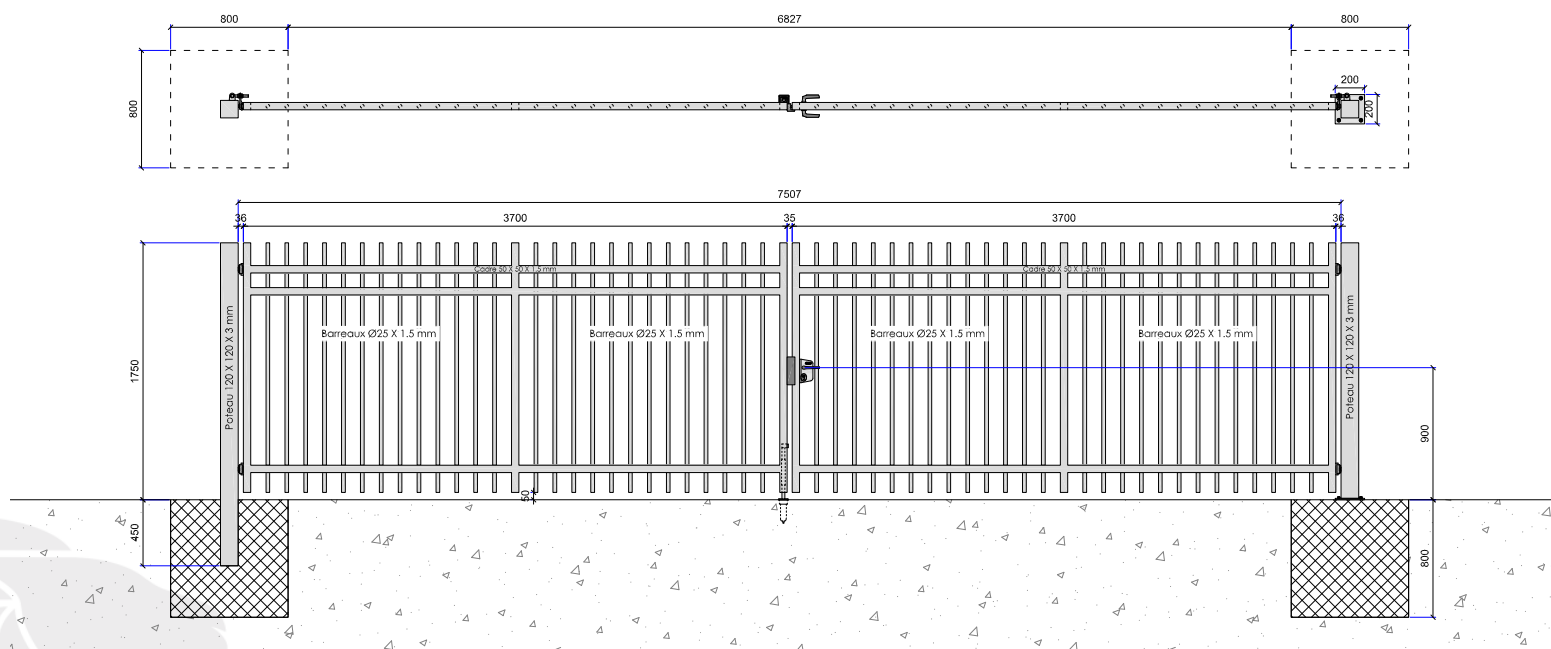 800
6827
800
800
200
200
7507
36
3700
35
3700
36
Cadre 50 X 50 X 1.5 mm
Cadre 50 X 50 X 1.5 mm
Barreaux Ø25 X 1.5 mm
Barreaux Ø25 X 1.5 mm
Barreaux Ø25 X 1.5 mm
Barreaux Ø25 X 1.5 mm
Poteau 120 X 120 X 3 mm
Poteau 120 X 120 X 3 mm
1750
900
50
450
800